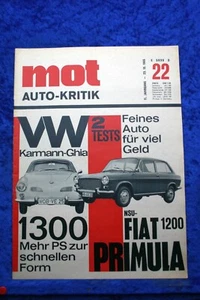 mot
AUTO-KRITIK
22
VW
Karmann-Ghia
2
TESTS
Feines
Auto
für viel
Geld
1300
Mehr PS zur
schnellen
Form
NSU-
FIAT 1200
PRIMULA